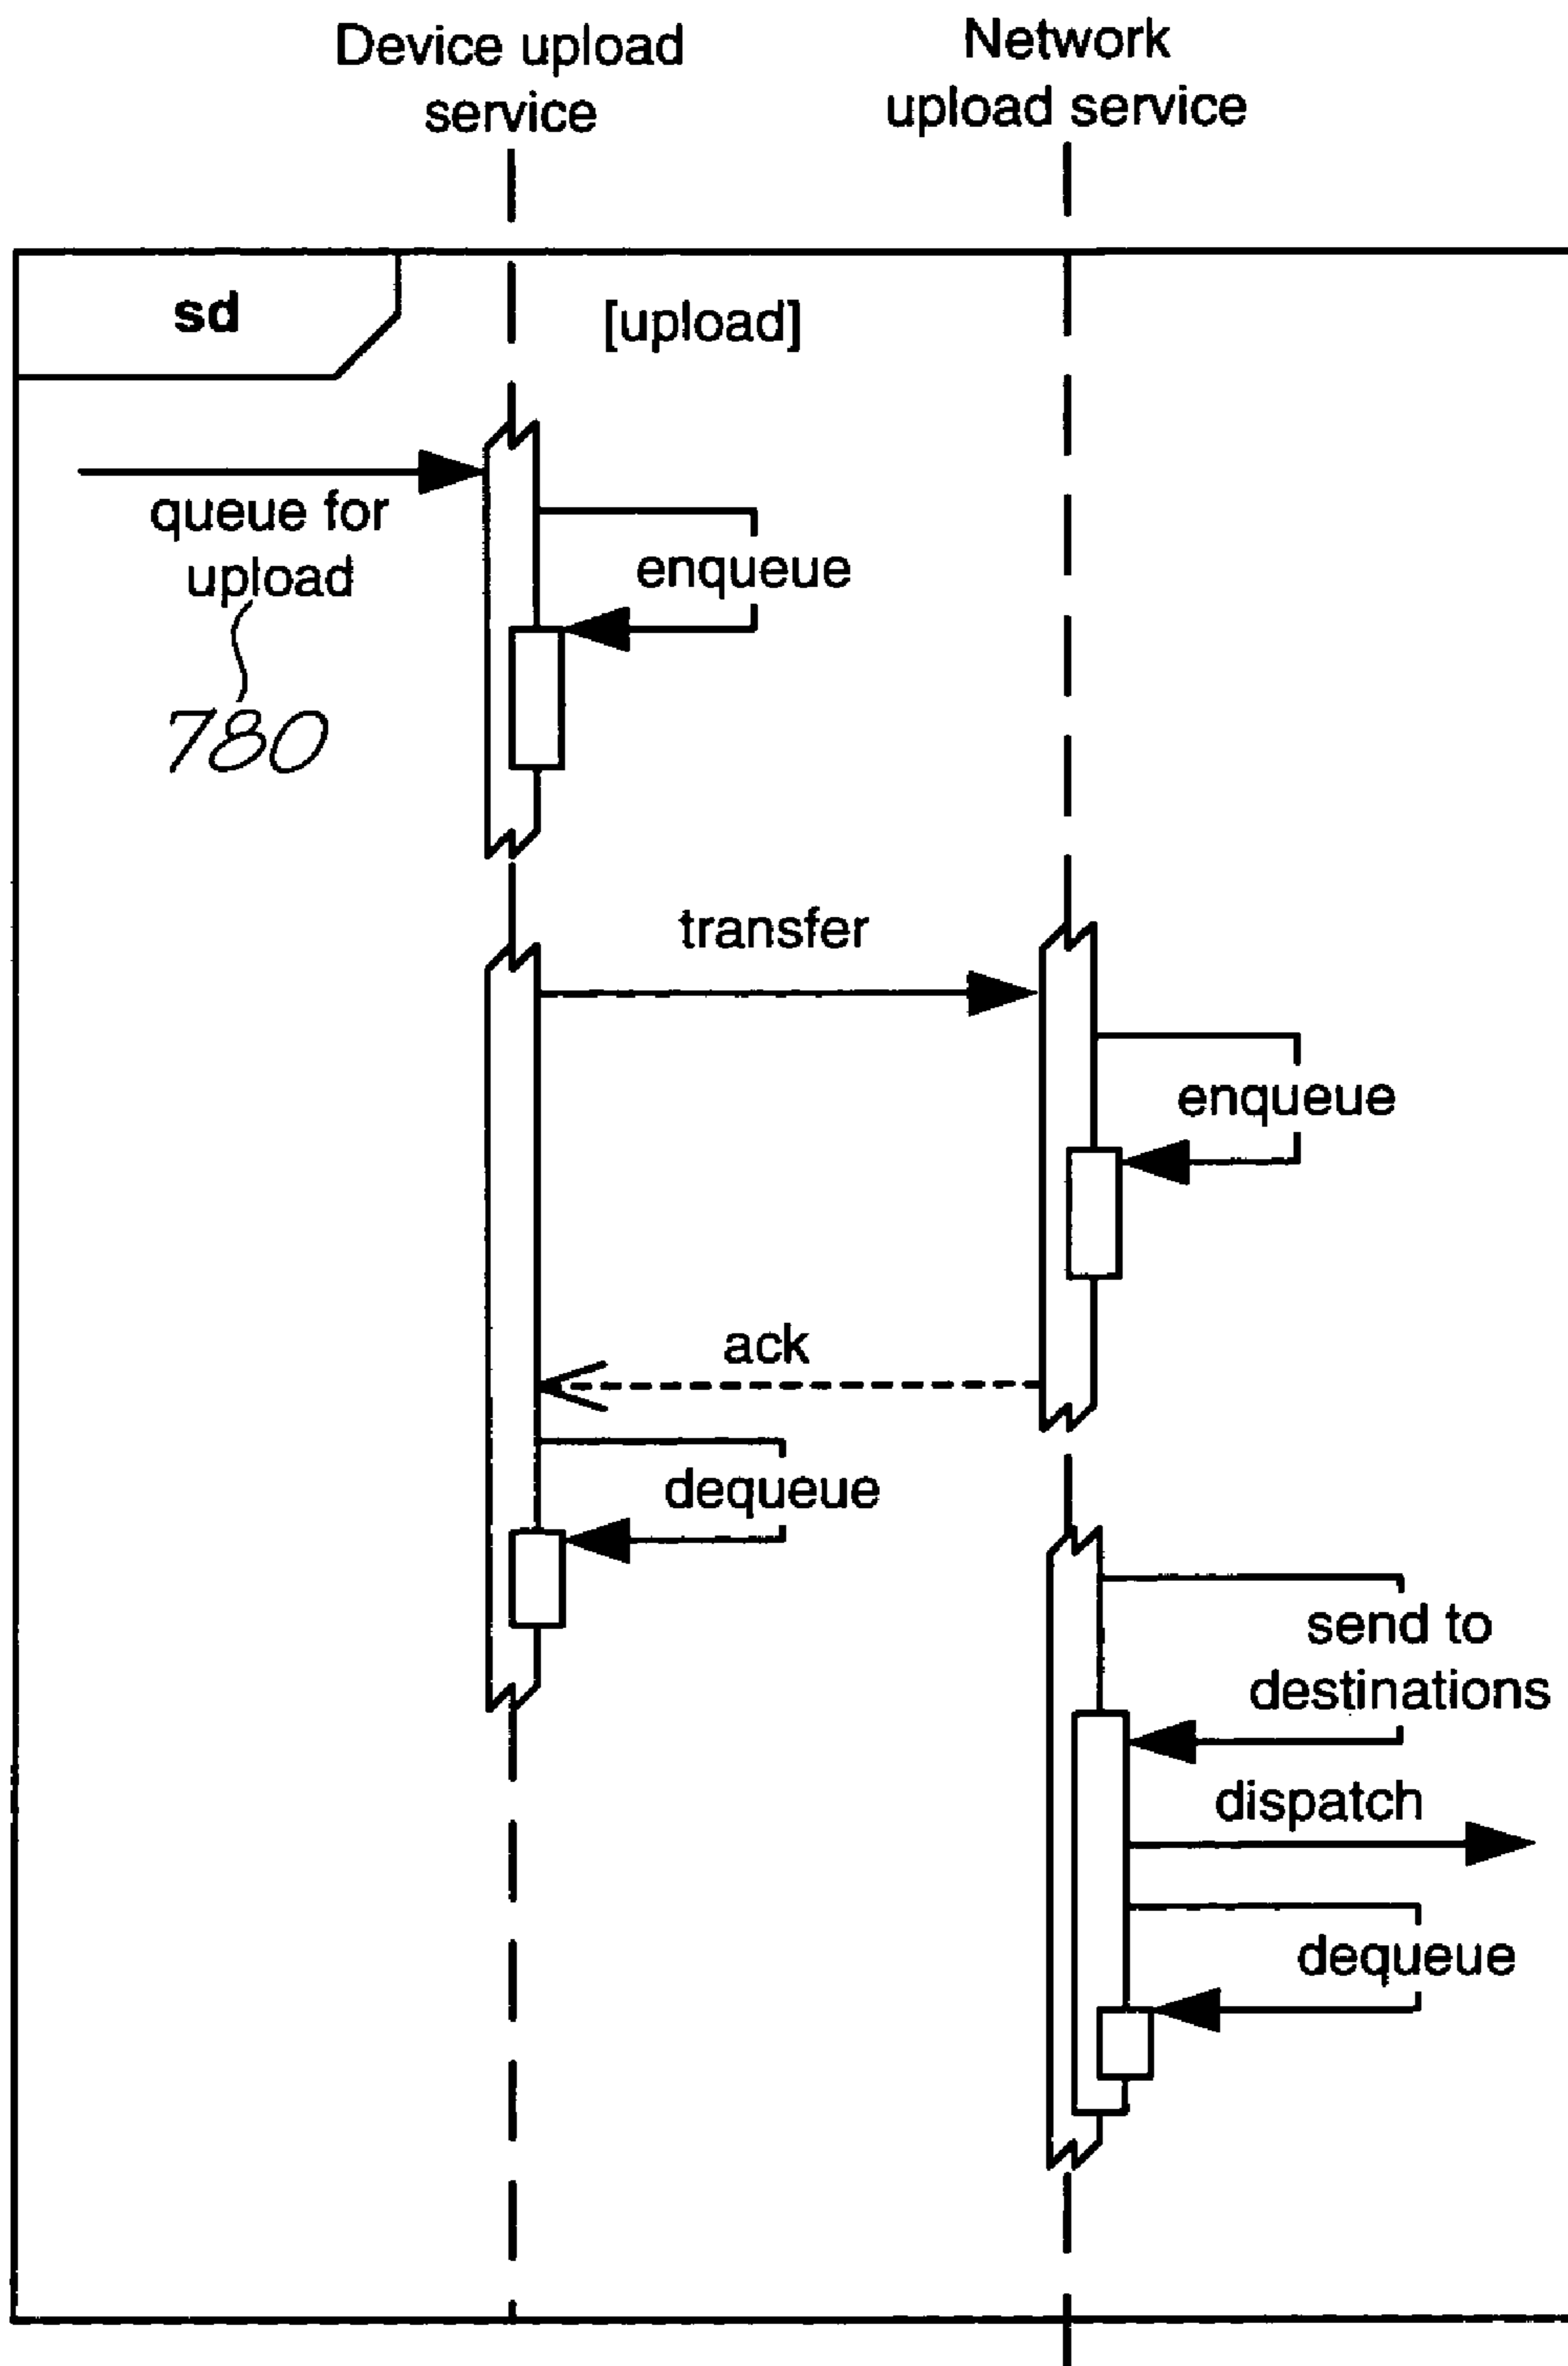 Device upload
service
Network
upload service
sd
[upload]
queue for
upload
780
enqueue
transfer
enqueue
ack
dequeue
send to
destinations
dispatch
dequeue